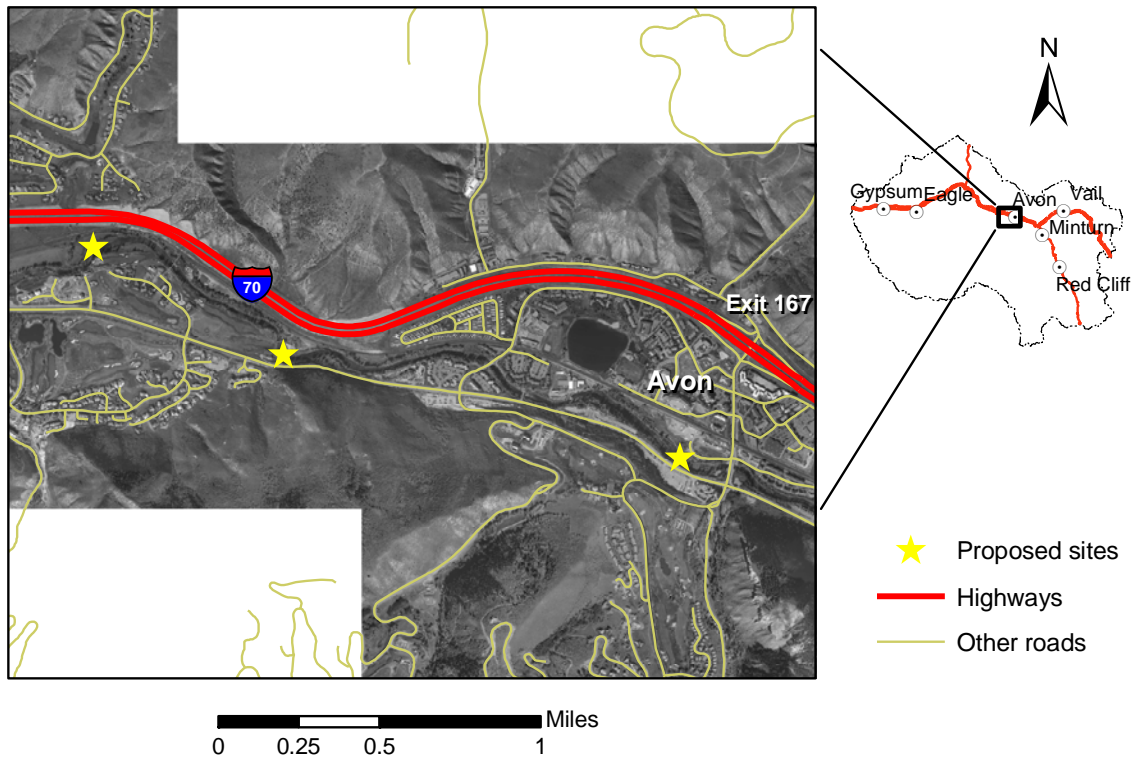 N
Gypsum
Eagle
Avon
Vail
Minturn
Red Cliff
70
Exit 167
Avon
Proposed sites
Highways
Other roads
Miles
0 0.25 0.5 1